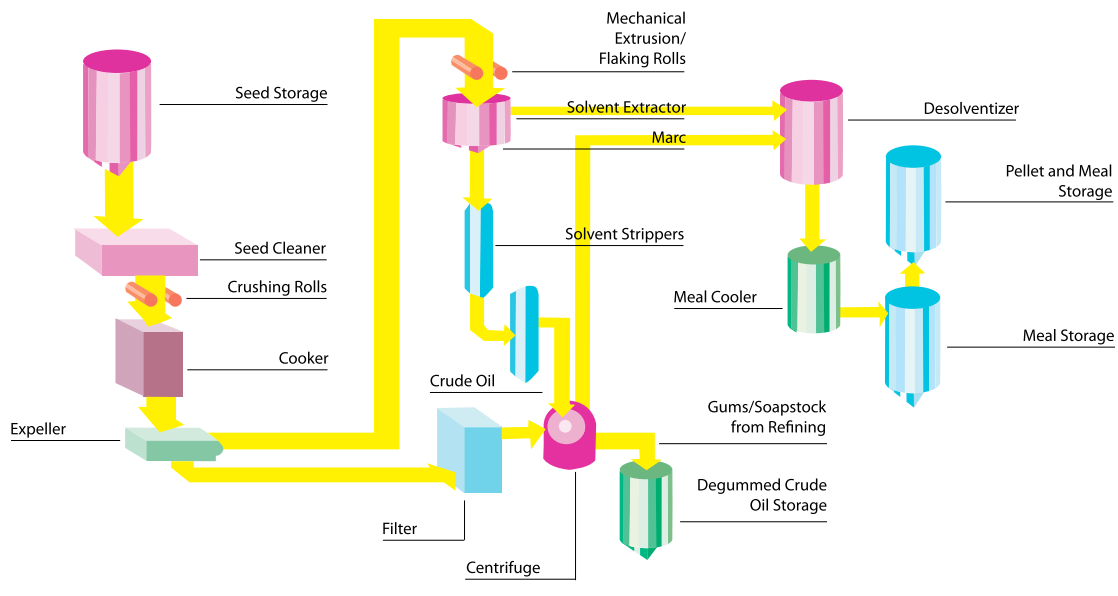 Mechanical
Extrusion/
Flaking Rolls
Seed Storage
Solvent Extractor
Desolventizer
Marc
Pellet and Meal
Storage
Solvent Strippers
Seed Cleaner
Crushing Rolls
Meal Cooler
Meal Storage
Cooker
Crude Oil
Gums/Soapstock
from Refining
Expeller
Degummed Crude
Oil Storage
Filter
Centrifuge